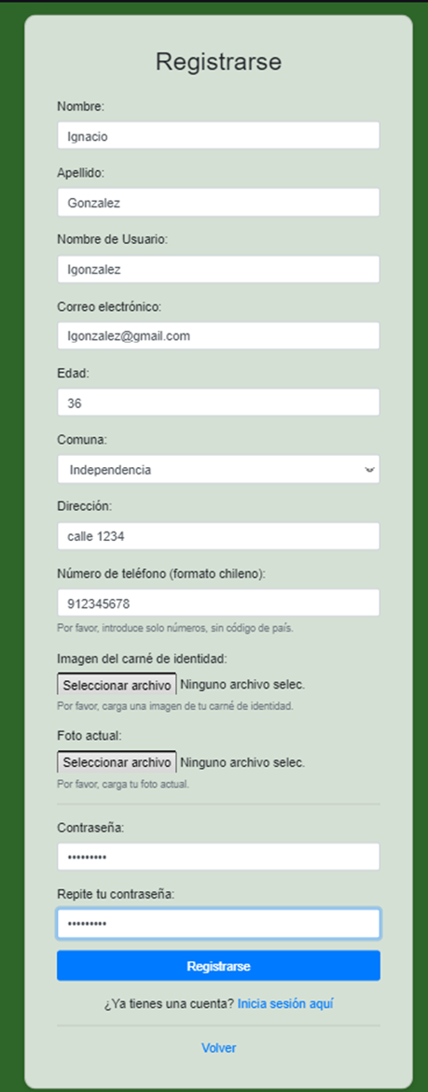 Registrarse
Nombre:
Ignacio
Apellido:
Gonzalez
Nombre de Usuario:
Igonzalez
Correo electrónico:
Igonzalez@gmail.com
Edad:
36
Comuna:
Independencia
Dirección:
calle 1234
Número de teléfono (formato chileno):
912345678
Por favor, introduce solo números, sin código de país.
Imagen del carné de identidad:
Seleccionar archivo Ninguno archivo selec.
Por favor, carga una imagen de tu carné de identidad.
Foto actual:
Seleccionar archivo Ninguno archivo selec.
Por favor, carga tu foto actual.
Contraseña:
•••••••••
Repite tu contraseña:
•••••••••
Registrarse
¿Ya tienes una cuenta? Inicia sesión aquí
Volver